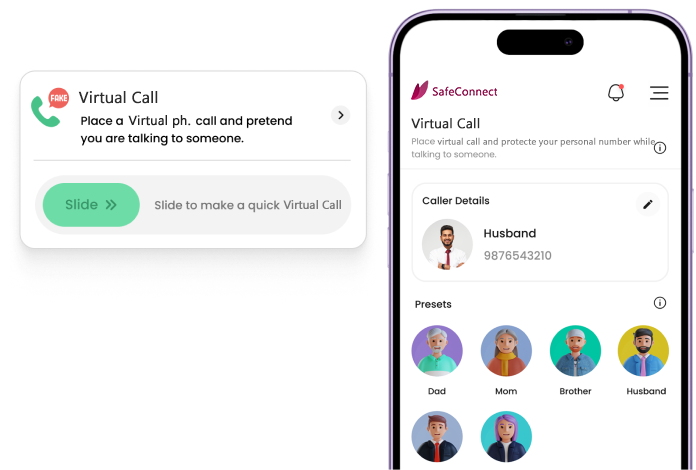 FAKE
Virtual Call
Place a Virtual ph. call and pretend
you are talking to someone.
Slide
Slide to make a quick Virtual Call
SafeConnect
Virtual Call
Place virtual call and protecte your personal number while
talking to someone.
Caller Details
Husband
9876543210
Presets
Dad Mom Brother Husband